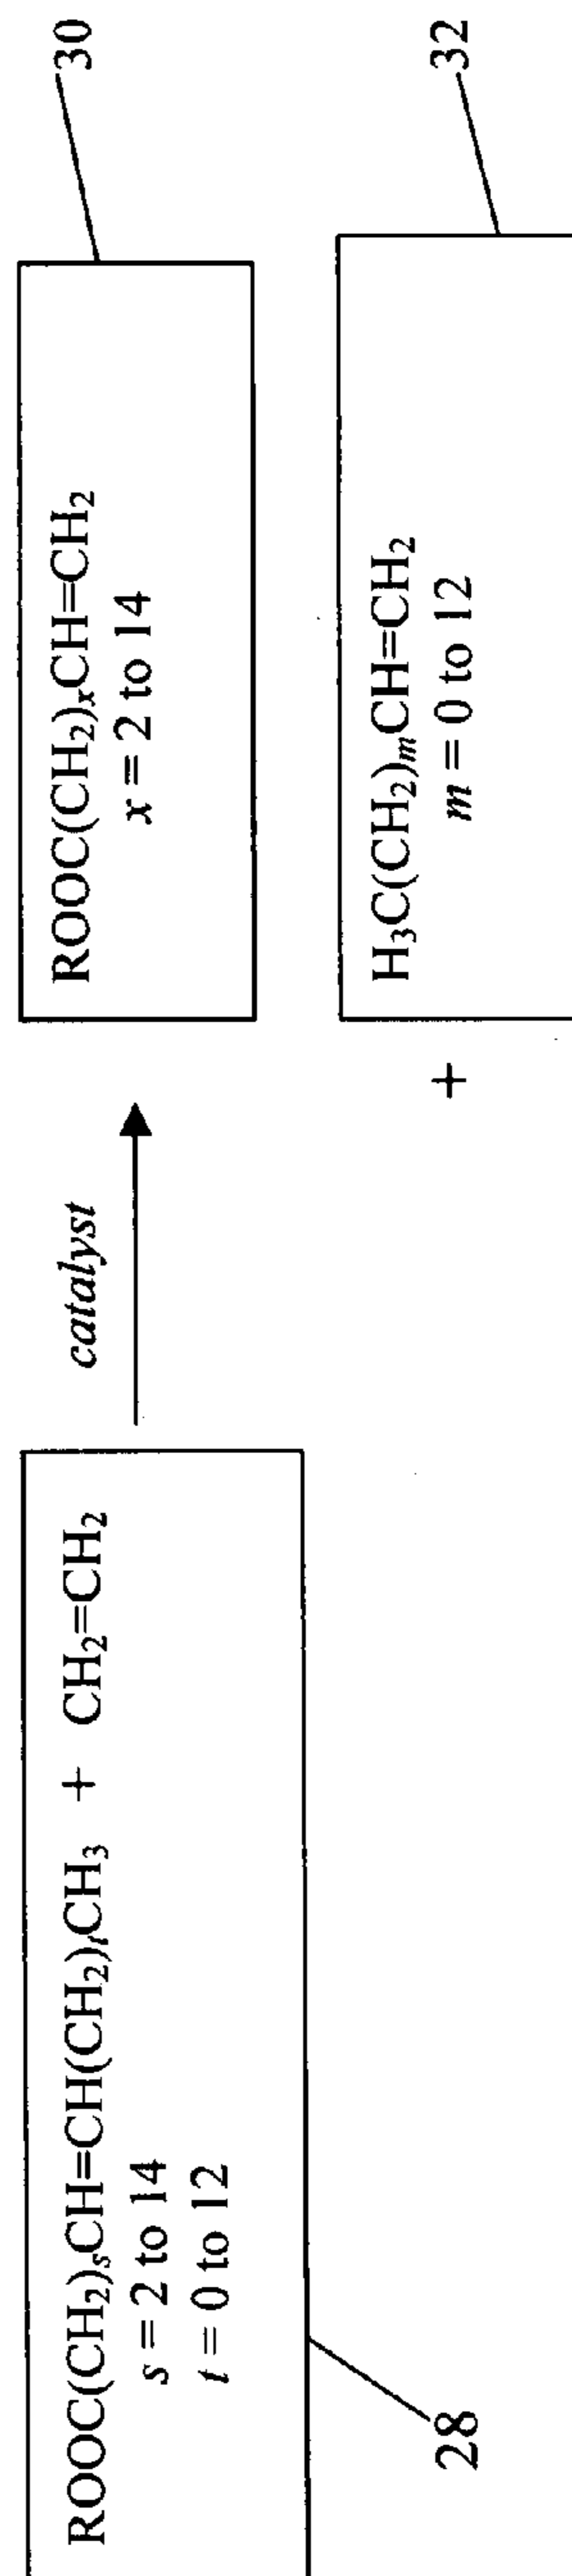 ROOC(CH₂)ₛCH=CH(CH₂)ₜCH₃ + CH₂=CH₂
s = 2 to 14
t = 0 to 12
28
catalyst
ROOC(CH₂)ₓCH=CH₂
x = 2 to 14
30
+
H₃C(CH₂)ₘCH=CH₂
m = 0 to 12
32